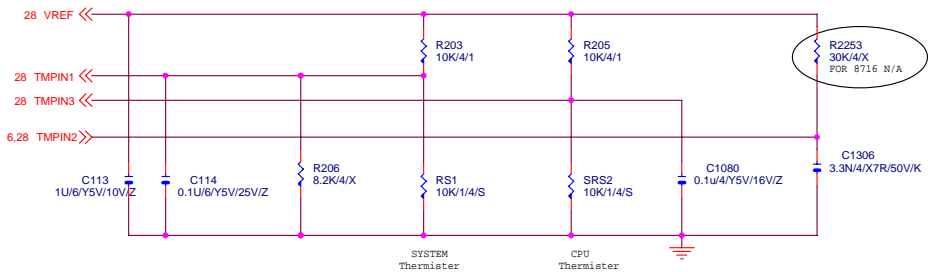 28 VREF
R203
10K/4/1
R205
10K/4/1
R2253
30K/4/X
FOR 8716 N/A
28 TMPIN1
28 TMPIN3
6,28 TMPIN2
C113
1U/6/Y5V/10V/Z
C114
0.1U/6/Y5V/25V/Z
R206
8.2K/4/X
RS1
10K/1/4/S
SRS2
10K/1/4/S
C1080
0.1u/4/Y5V/16V/Z
C1306
3.3N/4/X7R/50V/K
SYSTEM
Thermister
CPU
Thermister